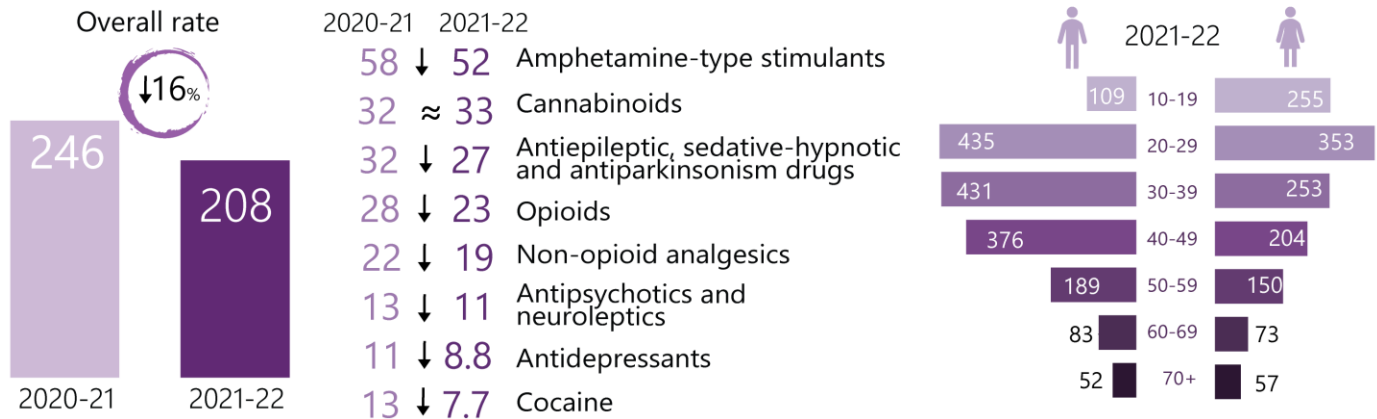 Overall rate
↓16%
246
208
2020-21
2021-22
2020-21 2021-22
58 ↓ 52 Amphetamine-type stimulants
32 ≈ 33 Cannabinoids
32 ↓ 27 Antiepileptic, sedative-hypnotic
and antiparkinsonism drugs
28 ↓ 23 Opioids
22 ↓ 19 Non-opioid analgesics
13 ↓ 11 Antipsychotics and
neuroleptics
11 ↓ 8.8 Antidepressants
13 ↓ 7.7 Cocaine
2021-22
109 10-19 255
435 20-29 353
431 30-39 253
376 40-49 204
189 50-59 150
83 60-69 73
52 70+ 57